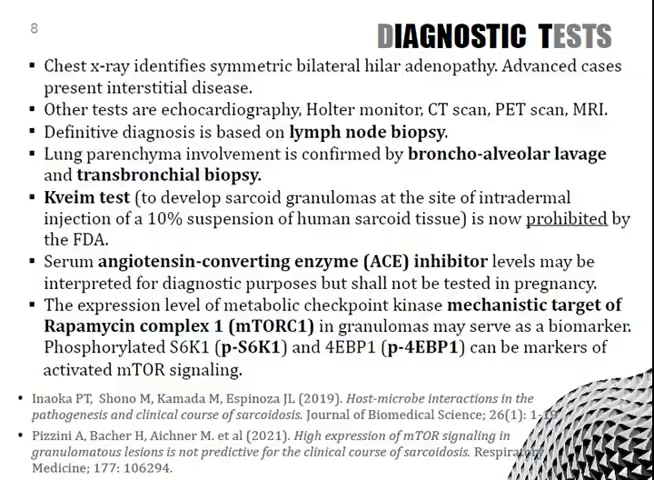 8
DIAGNOSTIC TESTS
▪ Chest x-ray identifies symmetric bilateral hilar adenopathy. Advanced cases
present interstitial disease.
▪ Other tests are echocardiography, Holter monitor, CT scan, PET scan, MRI.
▪ Definitive diagnosis is based on lymph node biopsy.
▪ Lung parenchyma involvement is confirmed by broncho-alveolar lavage
and transbronchial biopsy.
▪ Kveim test (to develop sarcoid granulomas at the site of intradermal
injection of a 10% suspension of human sarcoid tissue) is now prohibited by
the FDA.
▪ Serum angiotensin-converting enzyme (ACE) inhibitor levels may be
interpreted for diagnostic purposes but shall not be tested in pregnancy.
▪ The expression level of metabolic checkpoint kinase mechanistic target of
Rapamycin complex 1 (mTORC1) in granulomas may serve as a biomarker.
Phosphorylated S6K1 (p-S6K1) and 4EBP1 (p-4EBP1) can be markers of
activated mTOR signaling.
• Inaoka PT, Shono M, Kamada M, Espinoza JL (2019). Host-microbe interactions in the
pathogenesis and clinical course of sarcoidosis. Journal of Biomedical Science; 26(1): 1-19.
• Pizzini A, Bacher H, Aichner M. et al (2021). High expression of mTOR signaling in
granulomatous lesions is not predictive for the clinical course of sarcoidosis. Respiratory
Medicine; 177: 106294.